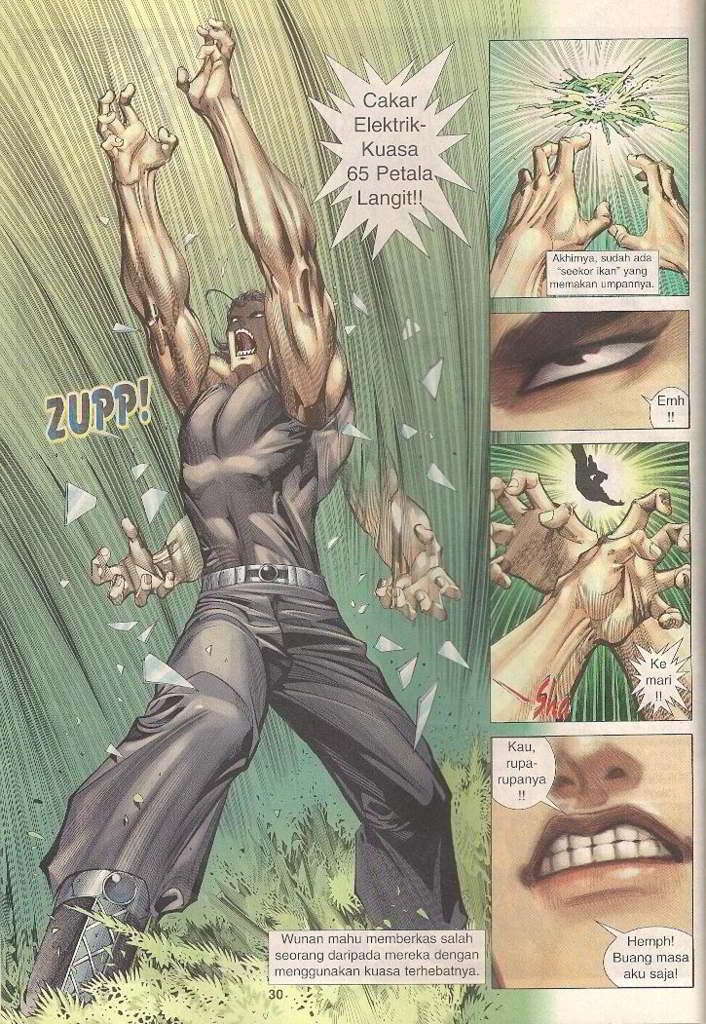 Cakar
Elektrik-
Kuasa
65 Petala
Langit!!
ZUPP!
Wunan mahu memberkas salah
seorang daripada mereka dengan
menggunakan kuasa terhebatnya.
30
Akhirnya, sudah ada
"seekor ikan" yang
memakan umpannya.
Emh
!!
Ke
mari
!!
Sha
Kau,
rupa-
rupanya
!!
Hemph!
Buang masa
aku saja!